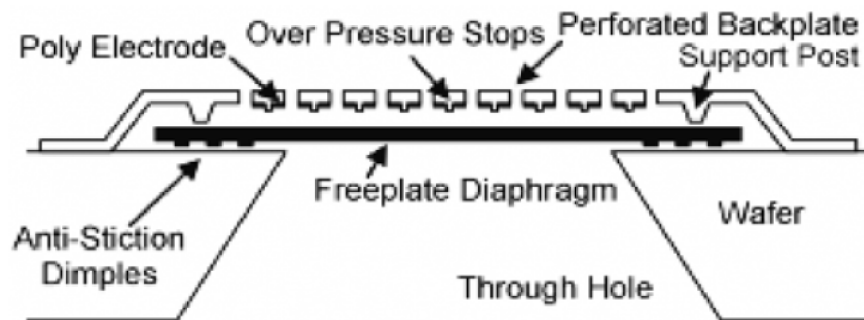 Poly Electrode
Over Pressure Stops
Perforated Backplate
Support Post
Freeplate Diaphragm
Anti-Stiction
Dimples
Wafer
Through Hole